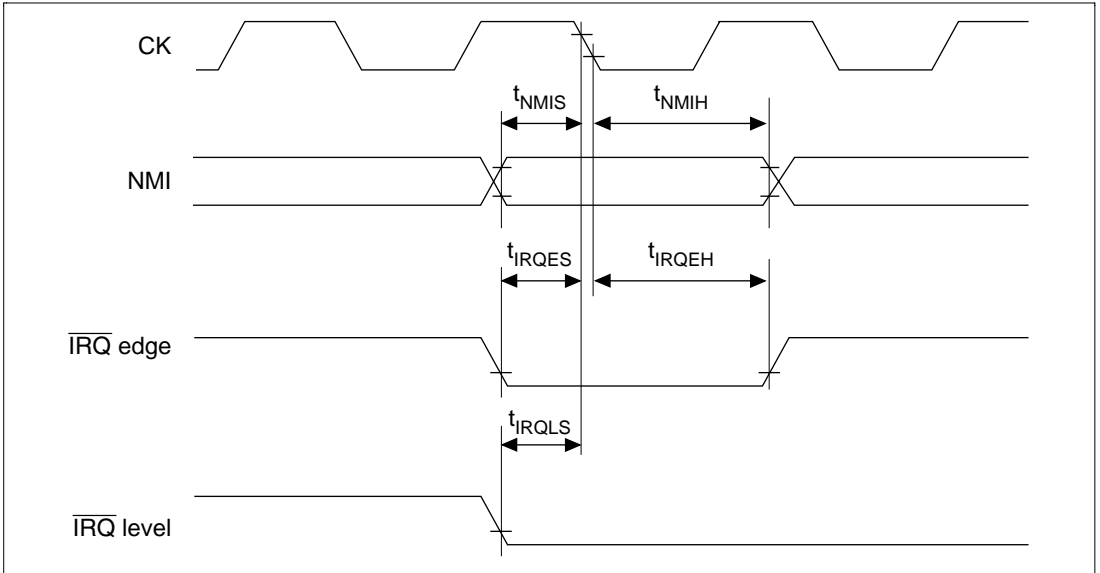 CK
tNMIS
tNMIH
NMI
tIRQES
tIRQEH
IRQ edge
tIRQLS
IRQ level